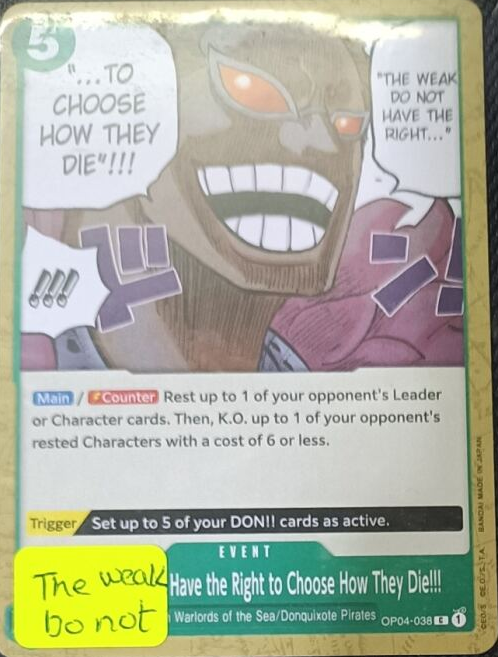 5
"...TO
CHOOSE
HOW THEY
DIE"!!!
"THE WEAK
DO NOT
HAVE THE
RIGHT..."
!!!
Main / Counter Rest up to 1 of your opponent's Leader
or Character cards. Then, K.O. up to 1 of your opponent's
rested Characters with a cost of 6 or less.
Trigger Set up to 5 of your DON!! cards as active.
EVENT
The weak
Do not
Have the Right to Choose How They Die!!!
Warlords of the Sea/Donquixote Pirates OP04-038 C 1
BANDAI MADE IN JAPAN